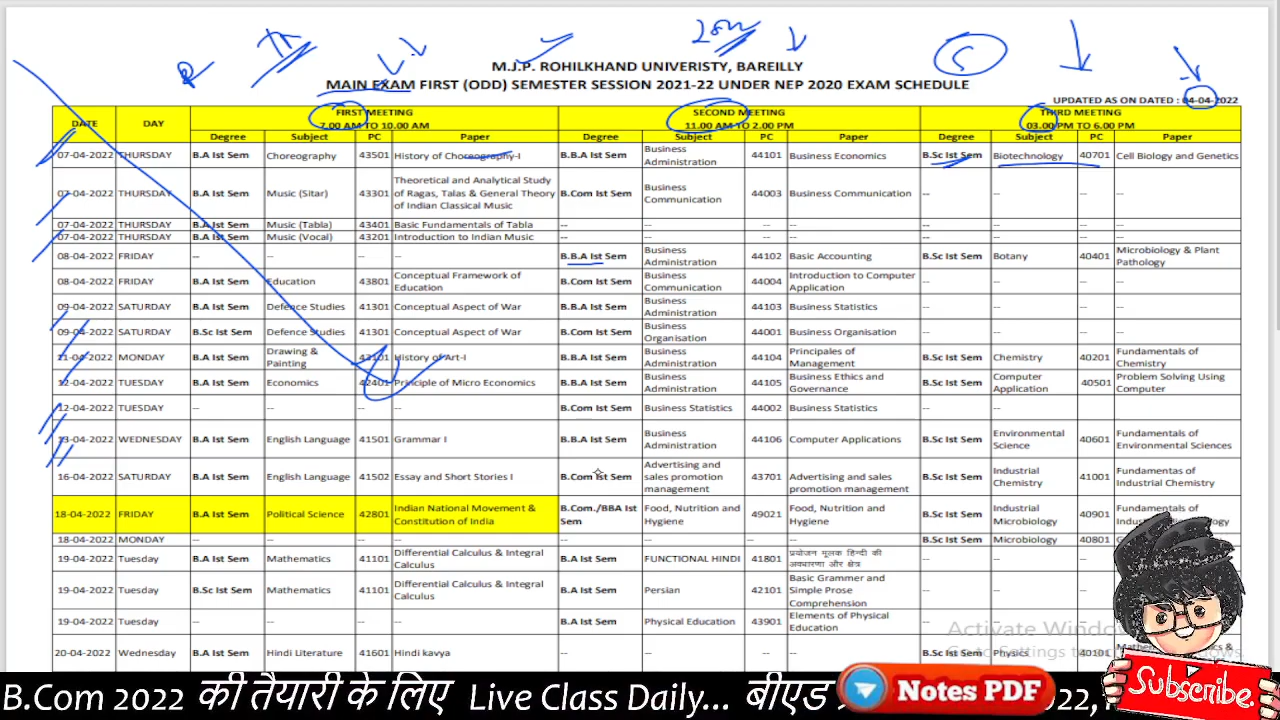 M.J.P. ROHILKHAND UNIVERISTY, BAREILLY
MAIN EXAM FIRST (ODD) SEMESTER SESSION 2021-22 UNDER NEP 2020 EXAM SCHEDULE
UPDATED AS ON DATED : 04-04-2022
DATE DAY FIRST MEETING 7.00 AM TO 10.00 AM SECOND MEETING 11.00 AM TO 2.00 PM THIRD MEETING 03.00 PM TO 6.00 PM
Degree Subject PC Paper Degree Subject PC Paper Degree Subject PC Paper
07-04-2022 THURSDAY B.A Ist Sem Choreography 43501 History of Choreography-I B.B.A Ist Sem Business Administration 44101 Business Economics B.Sc Ist Sem Biotechnology 40701 Cell Biology and Genetics
07-04-2022 THURSDAY B.A Ist Sem Music (Sitar) 43301 Theoretical and Analytical Study of Ragas, Talas & General Theory of Indian Classical Music B.Com Ist Sem Business Communication 44003 Business Communication -- -- -- --
07-04-2022 THURSDAY B.A Ist Sem Music (Tabla) 43401 Basic Fundamentals of Tabla -- -- -- -- -- -- -- --
07-04-2022 THURSDAY B.A Ist Sem Music (Vocal) 43201 Introduction to Indian Music -- -- -- -- -- -- -- --
08-04-2022 FRIDAY -- -- -- -- B.B.A Ist Sem Business Administration 44102 Basic Accounting B.Sc Ist Sem Botany 40401 Microbiology & Plant Pathology
08-04-2022 FRIDAY B.A Ist Sem Education 43801 Conceptual Framework of Education B.Com Ist Sem Business Communication 44004 Introduction to Computer Application -- -- -- --
09-04-2022 SATURDAY B.A Ist Sem Defence Studies 41301 Conceptual Aspect of War B.B.A Ist Sem Business Administration 44103 Business Statistics -- -- -- --
09-04-2022 SATURDAY B.Sc Ist Sem Defence Studies 41301 Conceptual Aspect of War B.Com Ist Sem Business Organisation 44001 Business Organisation -- -- -- --
11-04-2022 MONDAY B.A Ist Sem Drawing & Painting 43101 History of Art-I B.B.A Ist Sem Business Administration 44104 Principales of Management B.Sc Ist Sem Chemistry 40201 Fundamentals of Chemistry
12-04-2022 TUESDAY B.A Ist Sem Economics 42401 Principle of Micro Economics B.B.A Ist Sem Business Administration 44105 Business Ethics and Governance B.Sc Ist Sem Computer Application 40501 Problem Solving Using Computer
12-04-2022 TUESDAY -- -- -- -- B.Com Ist Sem Business Statistics 44002 Business Statistics -- -- --
13-04-2022 WEDNESDAY B.A Ist Sem English Language 41501 Grammar I B.B.A Ist Sem Business Administration 44106 Computer Applications B.Sc Ist Sem Environmental Science 40601 Fundamentals of Environmental Sciences
16-04-2022 SATURDAY B.A Ist Sem English Language 41502 Essay and Short Stories I B.Com Ist Sem Advertising and sales promotion management 43701 Advertising and sales promotion management B.Sc Ist Sem Industrial Chemistry 41001 Fundamentas of Industrial Chemistry
18-04-2022 FRIDAY B.A Ist Sem Political Science 42801 Indian National Movement & Constitution of India B.Com./BBA Ist Sem Food, Nutrition and Hygiene 49021 Food, Nutrition and Hygiene B.Sc Ist Sem Industrial Microbiology 40901 Fundamentals of
18-04-2022 MONDAY -- -- -- -- -- -- -- -- B.Sc Ist Sem Microbiology 40801
19-04-2022 Tuesday B.A Ist Sem Mathematics 41101 Differential Calculus & Integral Calculus B.A Ist Sem FUNCTIONAL HINDI 41801 प्रयोजन मूलक हिन्दी की अवधारणा और क्षेत्र -- -- --
19-04-2022 Tuesday B.Sc Ist Sem Mathematics 41101 Differential Calculus & Integral Calculus B.A Ist Sem Persian 42101 Basic Grammer and Simple Prose Comprehension -- -- --
19-04-2022 Tuesday -- -- -- -- B.A Ist Sem Physical Education 43901 Elements of Physical Education -- -- --
20-04-2022 Wednesday B.A Ist Sem Hindi Literature 41601 Hindi kavya -- -- -- -- B.Sc Ist Sem Physics 40101
Activate Windows
Go to Settings to
B.Com 2022 की तैयारी के लिए Live Class Daily... बीएड
Notes PDF
2022,
Subscribe